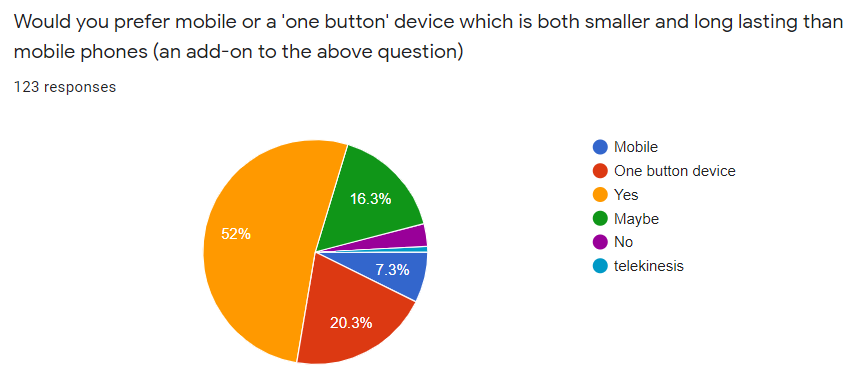 Would you prefer mobile or a 'one button' device which is both smaller and long lasting than
mobile phones (an add-on to the above question)
123 responses
Mobile
One button device
Yes
Maybe
No
telekinesis
16.3%
52%
7.3%
20.3%